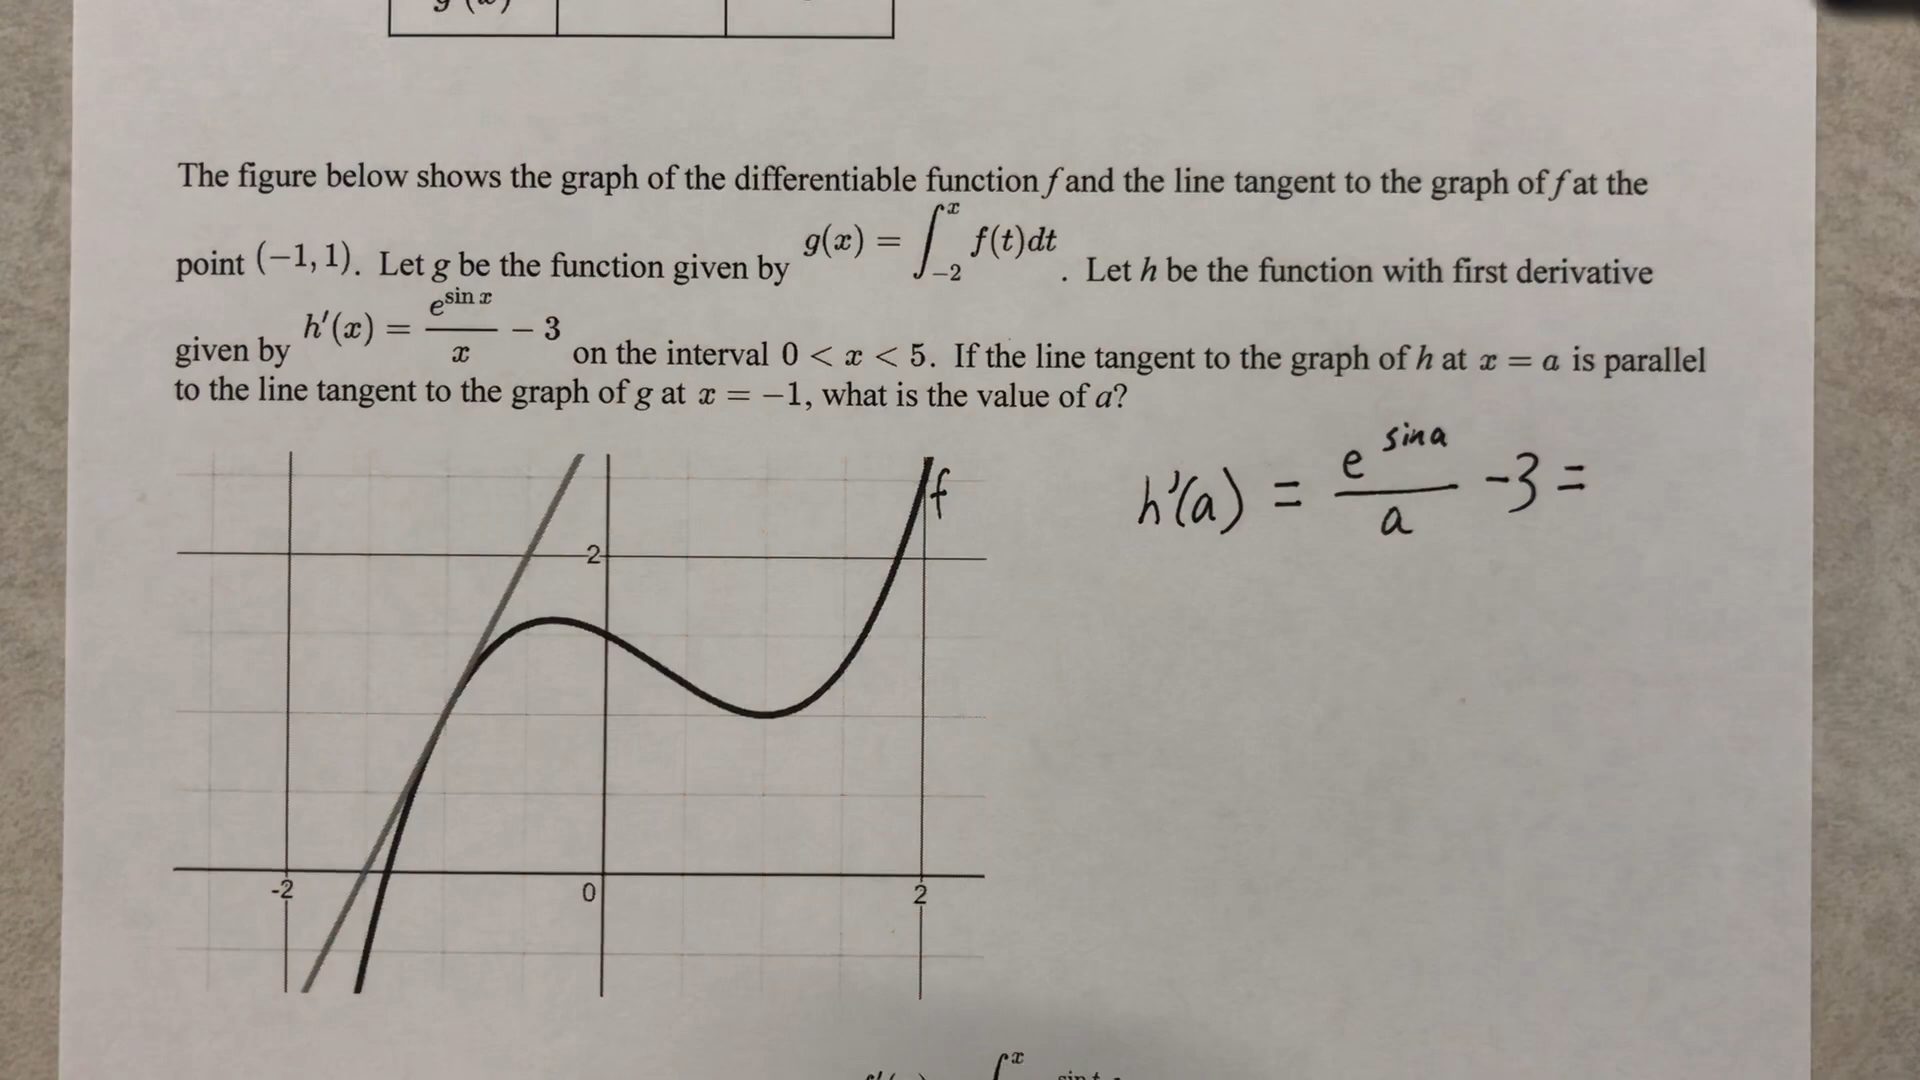 The figure below shows the graph of the differentiable function f and the line tangent to the graph of f at the
point (−1, 1). Let g be the function given by g(x) = ∫_{−2}^{x} f(t)dt . Let h be the function with first derivative
given by h′(x) = e^{sin x}/x − 3 on the interval 0 < x < 5. If the line tangent to the graph of h at x = a is parallel
to the line tangent to the graph of g at x = −1, what is the value of a?
h'(a) = e^{sin a}/a -3 =
f
2
-2
0
2